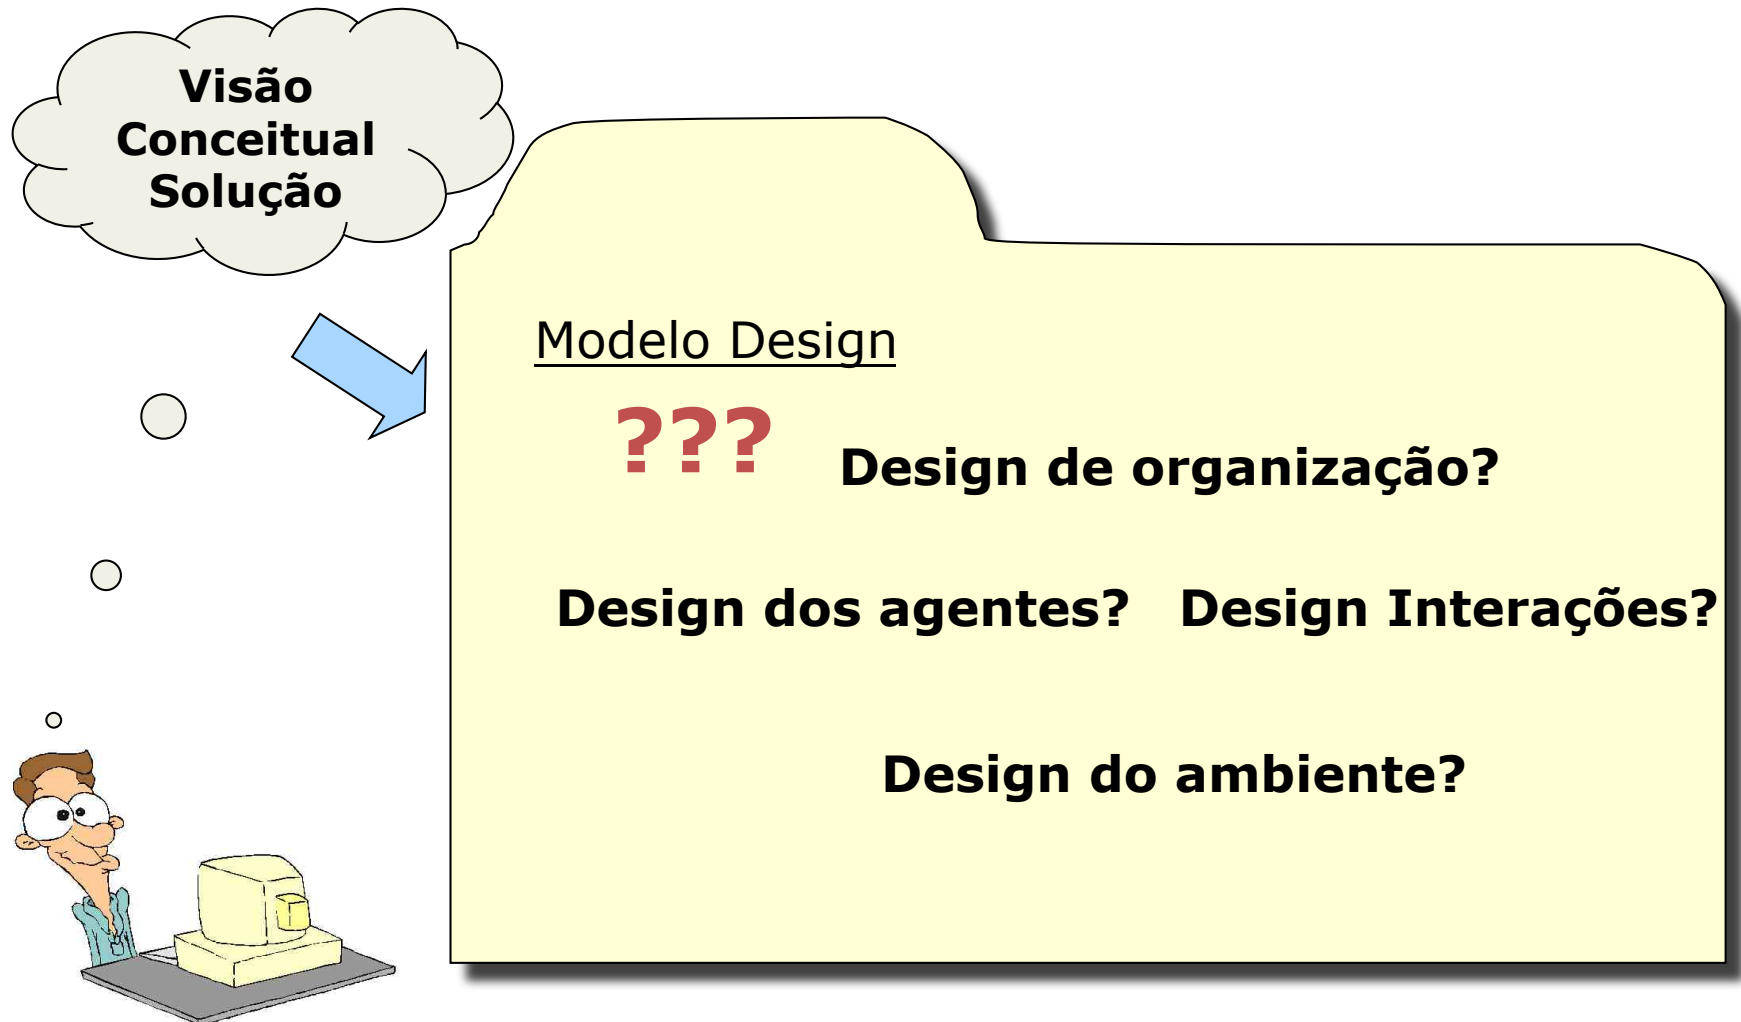 Visão
Conceitual
Solução
Modelo Design
???
Design de organização?
Design dos agentes? Design Interações?
Design do ambiente?